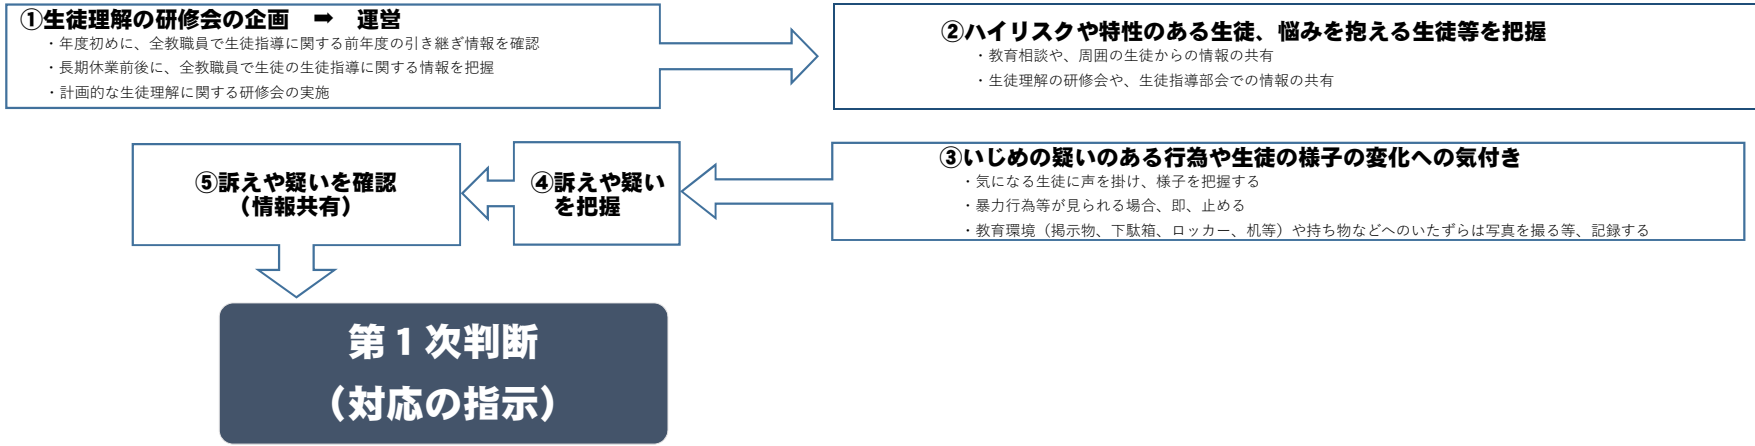 ①生徒理解の研修会の企画　➡　運営
・年度初めに、全教職員で生徒指導に関する前年度の引き継ぎ情報を確認
・長期休業前後に、全教職員で生徒の生徒指導に関する情報を把握
・計画的な生徒理解に関する研修会の実施
②ハイリスクや特性のある生徒、悩みを抱える生徒等を把握
・教育相談や、周囲の生徒からの情報の共有
・生徒理解の研修会や、生徒指導部会での情報の共有
③いじめの疑いのある行為や生徒の様子の変化への気付き
・気になる生徒に声を掛け、様子を把握する
・暴力行為等が見られる場合、即、止める
・教育環境（掲示物、下駄箱、ロッカー、机等）や持ち物などへのいたずらは写真を撮る等、記録する
④訴えや疑い
を把握
⑤訴えや疑いを確認
（情報共有）
第１次判断
（対応の指示）